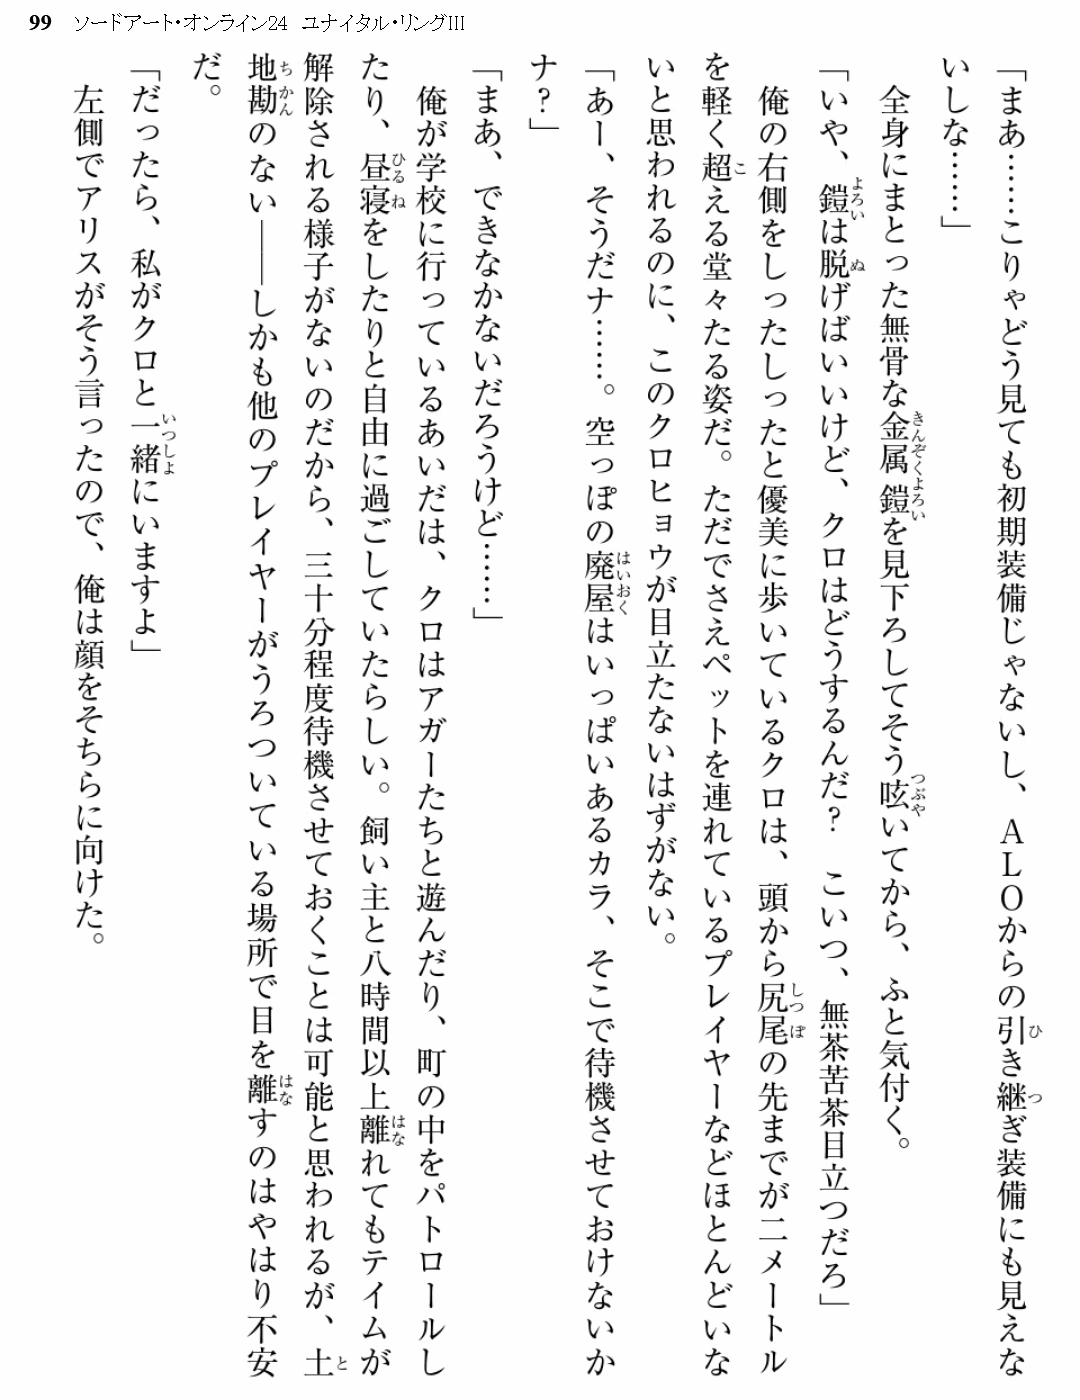 99 ソードアート・オンライン24 ユナイタル・リングIII
「まあ……こりゃどう見ても初期装備じゃないし、ALOからの引き継ぎ装備にも見えな
いしな……」
全身にまとった無骨な金属鎧を見下ろしてそう呟いてから、ふと気付く。
「いや、鎧は脱げばいいけど、クロはどうするんだ？　こいつ、無茶苦茶目立つだろ」
俺の右側をしったしったと優美に歩いているクロは、頭から尻尾の先までが二メートル
を軽く超える堂々たる姿だ。ただでさえペットを連れているプレイヤーなどほとんどいな
いと思われるのに、このクロヒョウが目立たないはずがない。
「あー、そうだナ……。空っぽの廃屋はいっぱいあるカラ、そこで待機させておけないか
ナ？」
「まあ、できなかないだろうけど……」
俺が学校に行っているあいだは、クロはアガーたちと遊んだり、町の中をパトロールし
たり、昼寝をしたりと自由に過ごしていたらしい。飼い主と八時間以上離れてもテイムが
解除される様子がないのだから、三十分程度待機させておくことは可能と思われるが、土
地勘のない――しかも他のプレイヤーがうろついている場所で目を離すのはやはり不安
だ。
「だったら、私がクロと一緒にいますよ」
左側でアリスがそう言ったので、俺は顔をそちらに向けた。